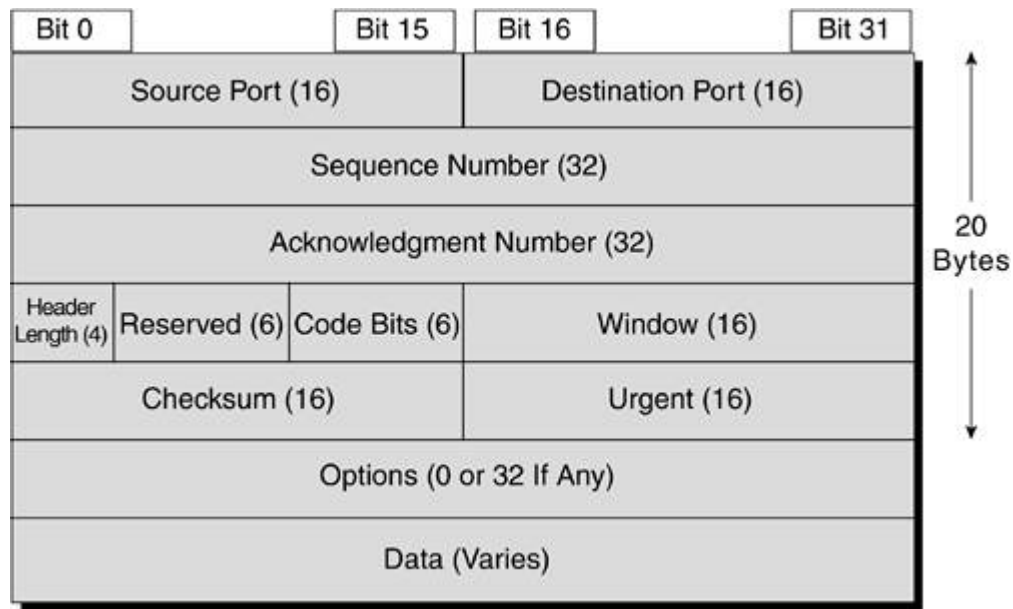 Bit 0 Bit 15 Bit 16 Bit 31
Source Port (16) Destination Port (16)
Sequence Number (32)
Acknowledgment Number (32)
20
Bytes
Header
Length (4)
Reserved (6)
Code Bits (6)
Window (16)
Checksum (16) Urgent (16)
Options (0 or 32 If Any)
Data (Varies)